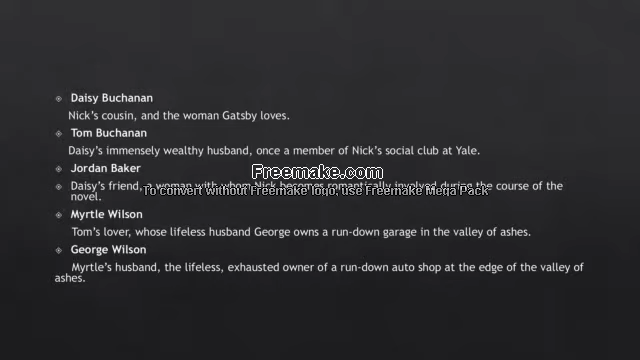 Daisy Buchanan
Nick's cousin, and the woman Gatsby loves.
Tom Buchanan
Daisy's immensely wealthy husband, once a member of Nick's social club at Yale.
Jordan Baker
Freemake.com
Daisy's friend, a woman with whom Nick becomes romantically involved during the course of the
To convert without Freemake logo, use Freemake Mega Pack
novel.
Myrtle Wilson
Tom's lover, whose lifeless husband George owns a run-down garage in the valley of ashes.
George Wilson
Myrtle's husband, the lifeless, exhausted owner of a run-down auto shop at the edge of the valley of
ashes.